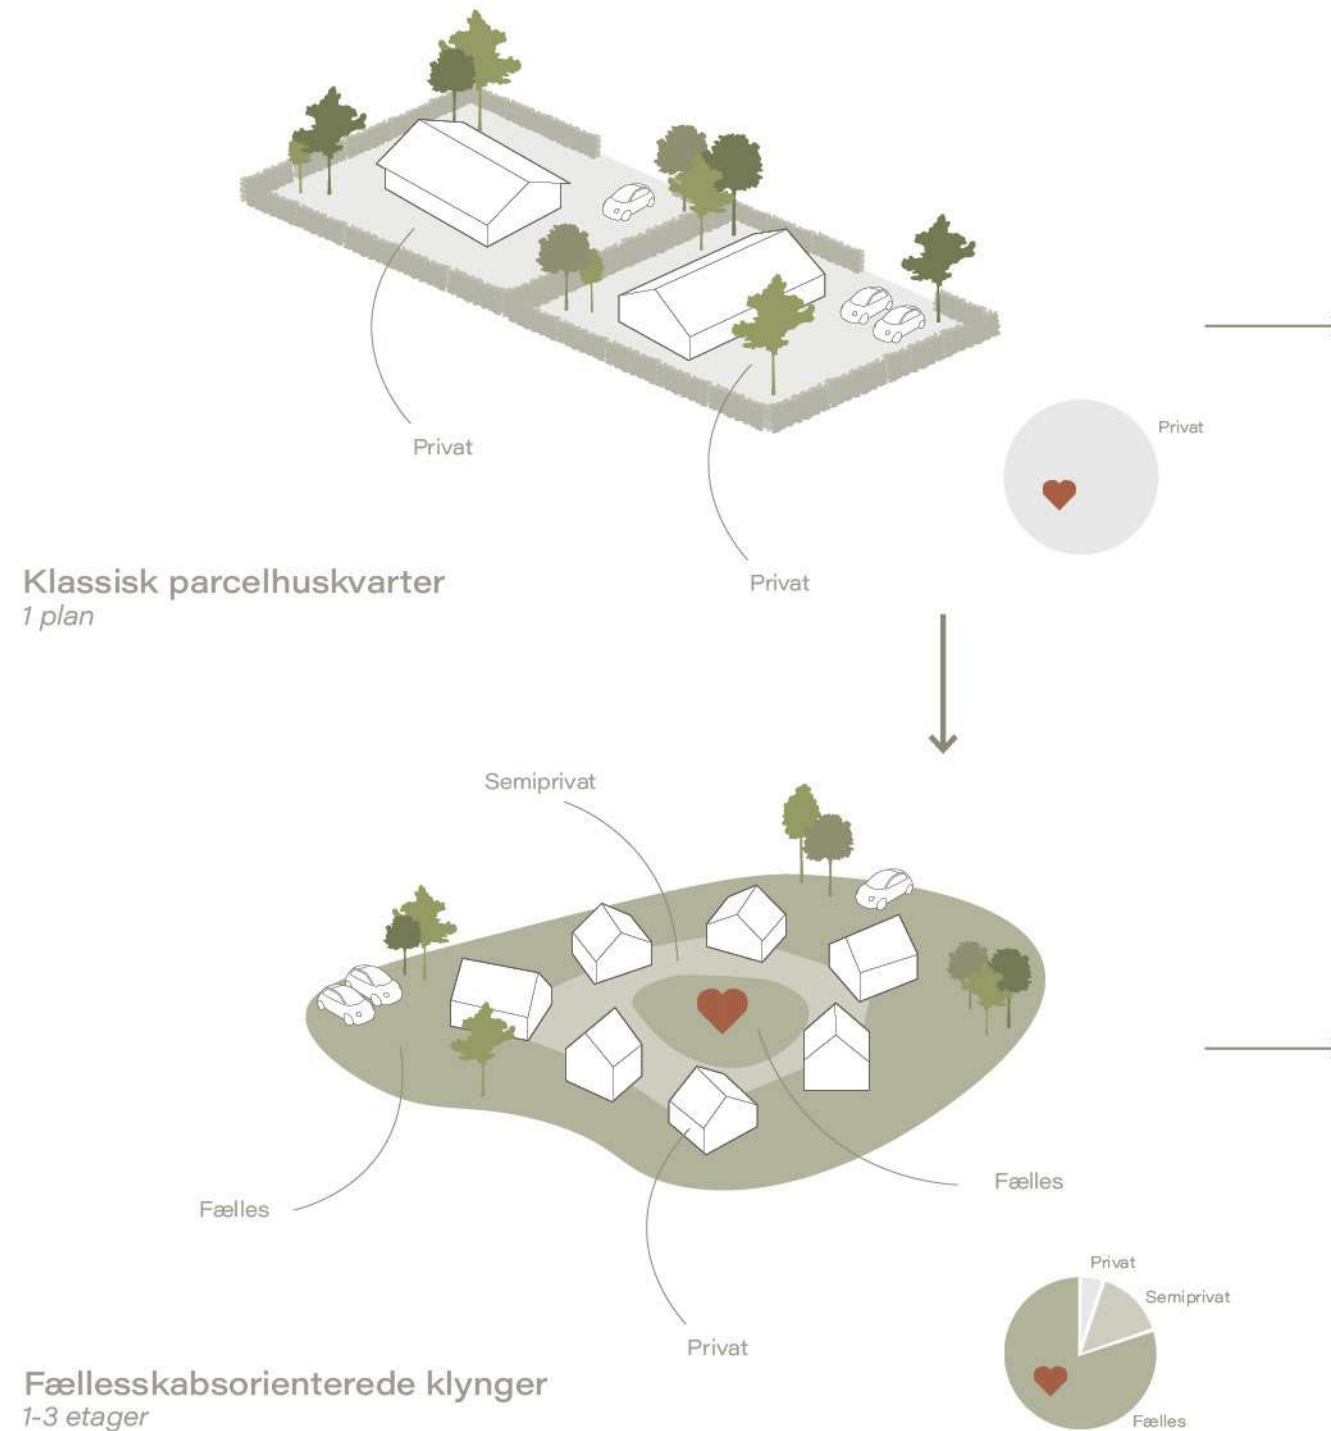 Privat
Privat
Privat
Klassisk parcelhuskvarter
1 plan
Semiprivat
Fælles
Fælles
Privat
Privat
Semiprivat
Fælles
Fællesskabsorienterede klynger
1-3 etager